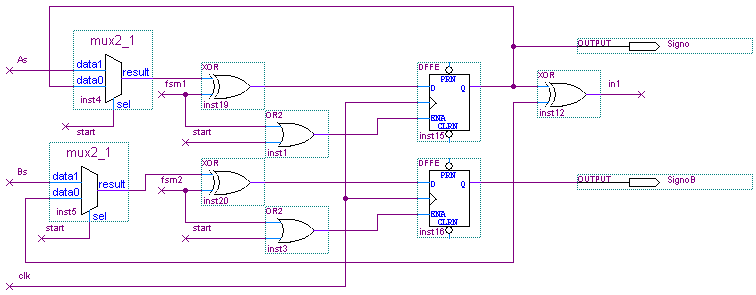 mux2_1
As
data1
data0
result
inst4
sel
start
XOR
fsm1
inst19
OR2
start
inst1
DFFE
PRN
D
Q
ENA
CLRN
inst15
XOR
inst12
in1
OUTPUT
Signo
mux2_1
Bs
data1
data0
result
inst5
sel
start
XOR
fsm2
inst20
OR2
start
inst3
DFFE
PRN
D
Q
ENA
CLRN
inst16
OUTPUT
SignoB
clk